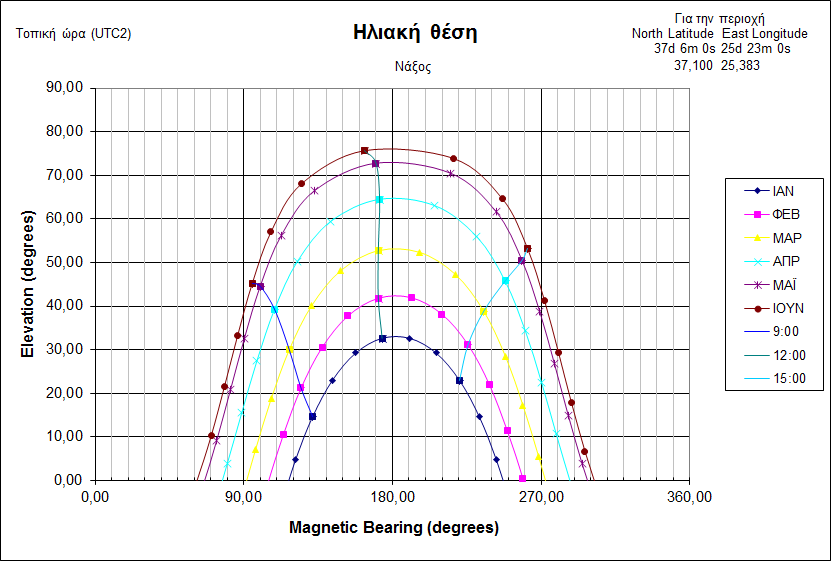 Τοπική ώρα (UTC2)
Ηλιακή θέση
Νάξος
Για την περιοχή
North Latitude East Longitude
37d 6m 0s 25d 23m 0s
37,100 25,383
90,00
80,00
70,00
60,00
50,00
40,00
30,00
20,00
10,00
0,00
Elevation (degrees)
0,00 90,00 180,00 270,00 360,00
Magnetic Bearing (degrees)
ΙΑΝ
ΦΕΒ
ΜΑΡ
ΑΠΡ
ΜΑΪ
ΙΟΥΝ
9:00
12:00
15:00